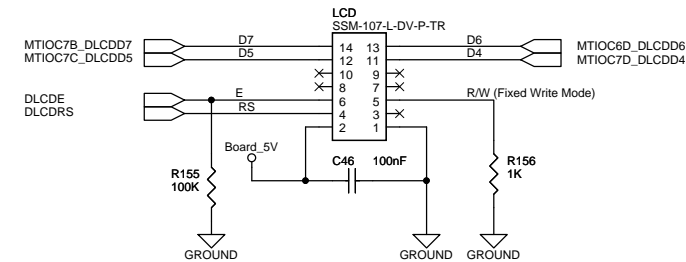 LCD
SSM-107-L-DV-P-TR
MTIOC7B_DLCDD7
D7
14 13
D6
MTIOC6D_DLCDD6
MTIOC7C_DLCDD5
D5
12 11
D4
MTIOC7D_DLCDD4
10 9
8 7
DLCDE
E
6 5
R/W (Fixed Write Mode)
DLCDRS
RS
4 3
2 1
Board_5V
C46 100nF
R155
100K
R156
1K
GROUND
GROUND
GROUND